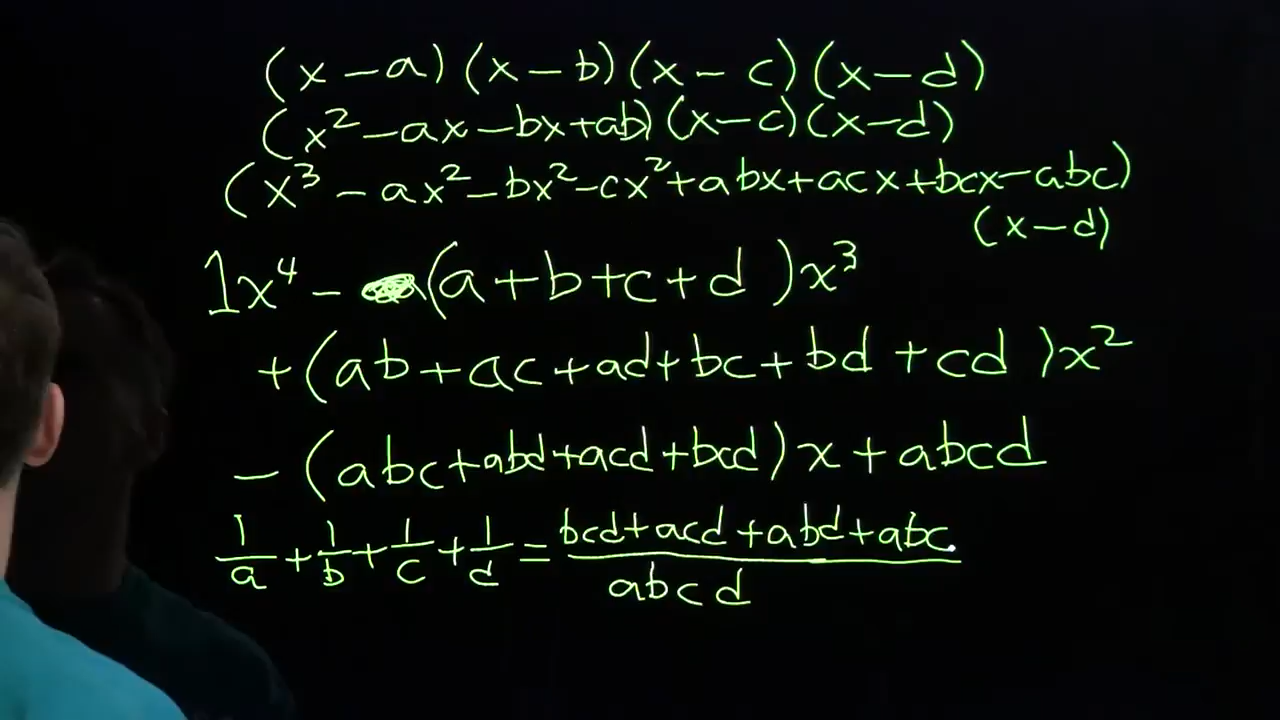 (x-a)(x-b)(x-c)(x-d)
(x²-ax-bx+ab)(x-c)(x-d)
(x³-ax²-bx²-cx²+abx+acx+bcx-abc)
(x-d)
1x⁴-(a+b+c+d)x³
+(ab+ac+ad+bc+bd+cd)x²
-(abc+abd+acd+bcd)x+abcd
1/a+1/b+1/c+1/d=(bcd+acd+abd+abc)/abcd